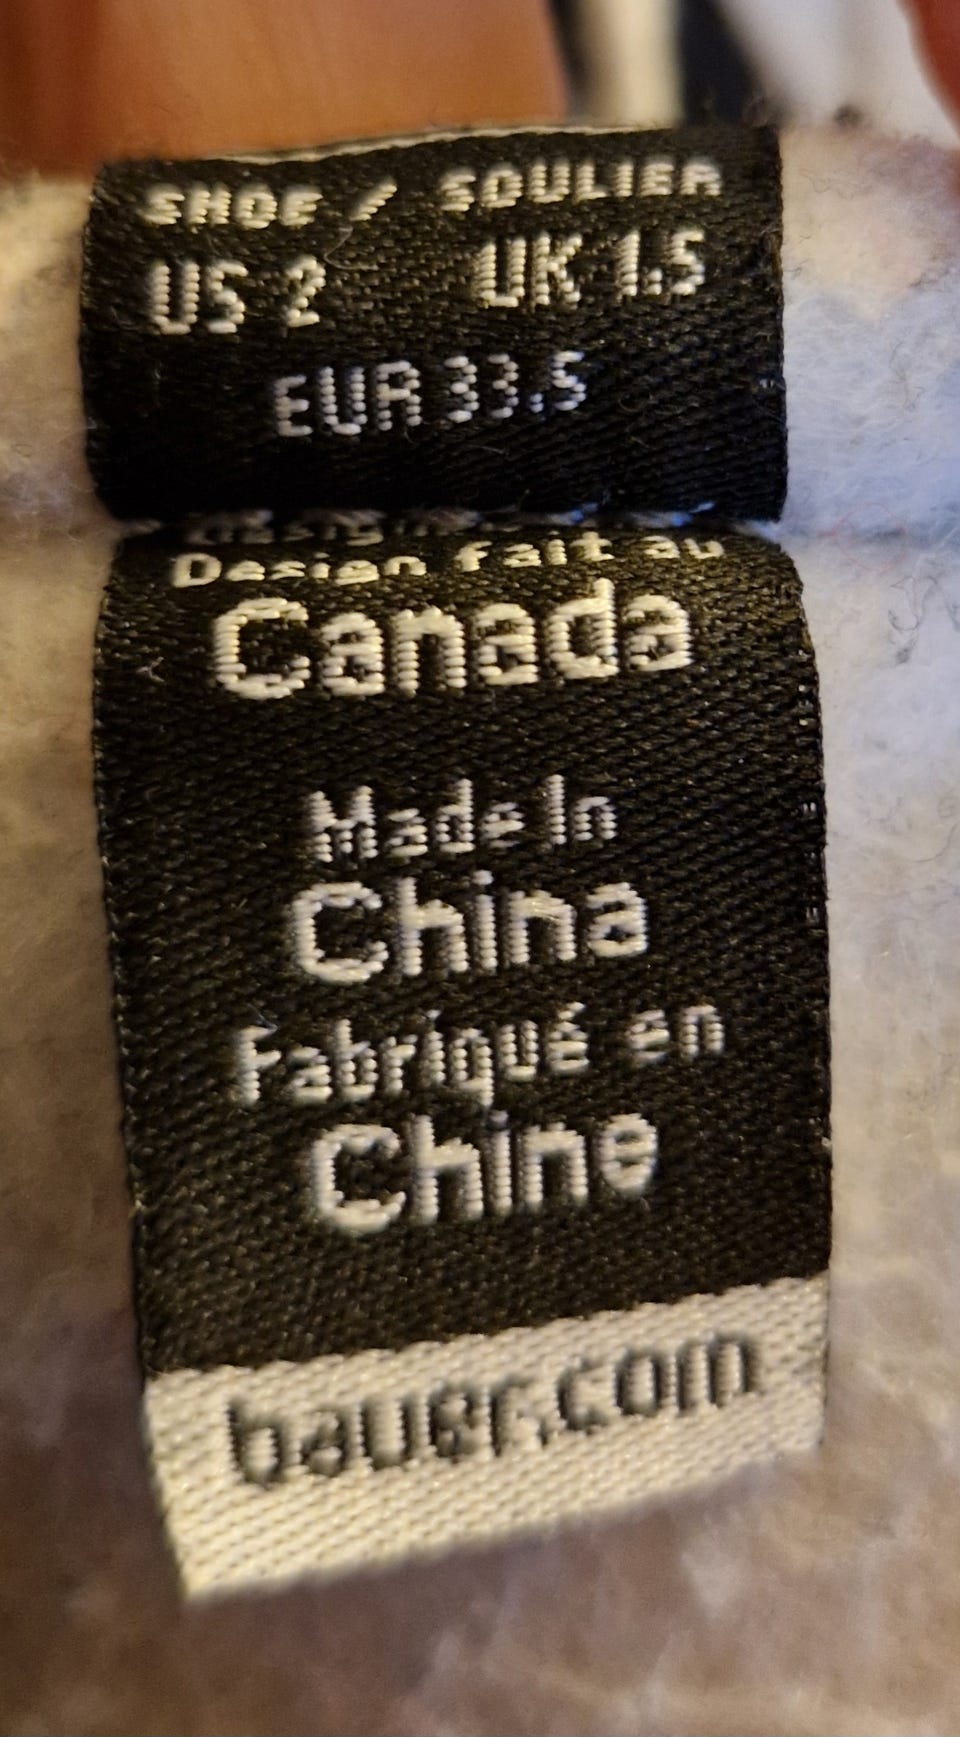 SHOE / SOULIER
US 2 UK 1.5
EUR 33.5
Design fait au
Canada
Made In
China
Fabriqué en
Chine
bauer.com